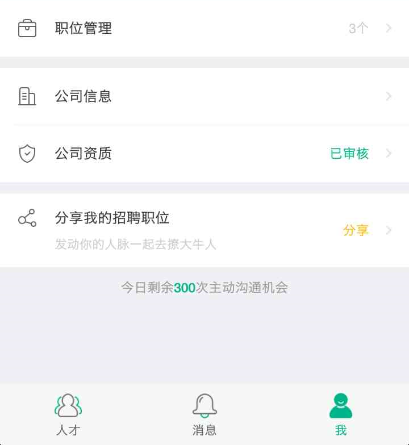 职位管理 3个
公司信息
公司资质 已审核
分享我的招聘职位 分享
发动你的人脉一起去撩大牛人
今日剩余300次主动沟通机会
人才 消息 我